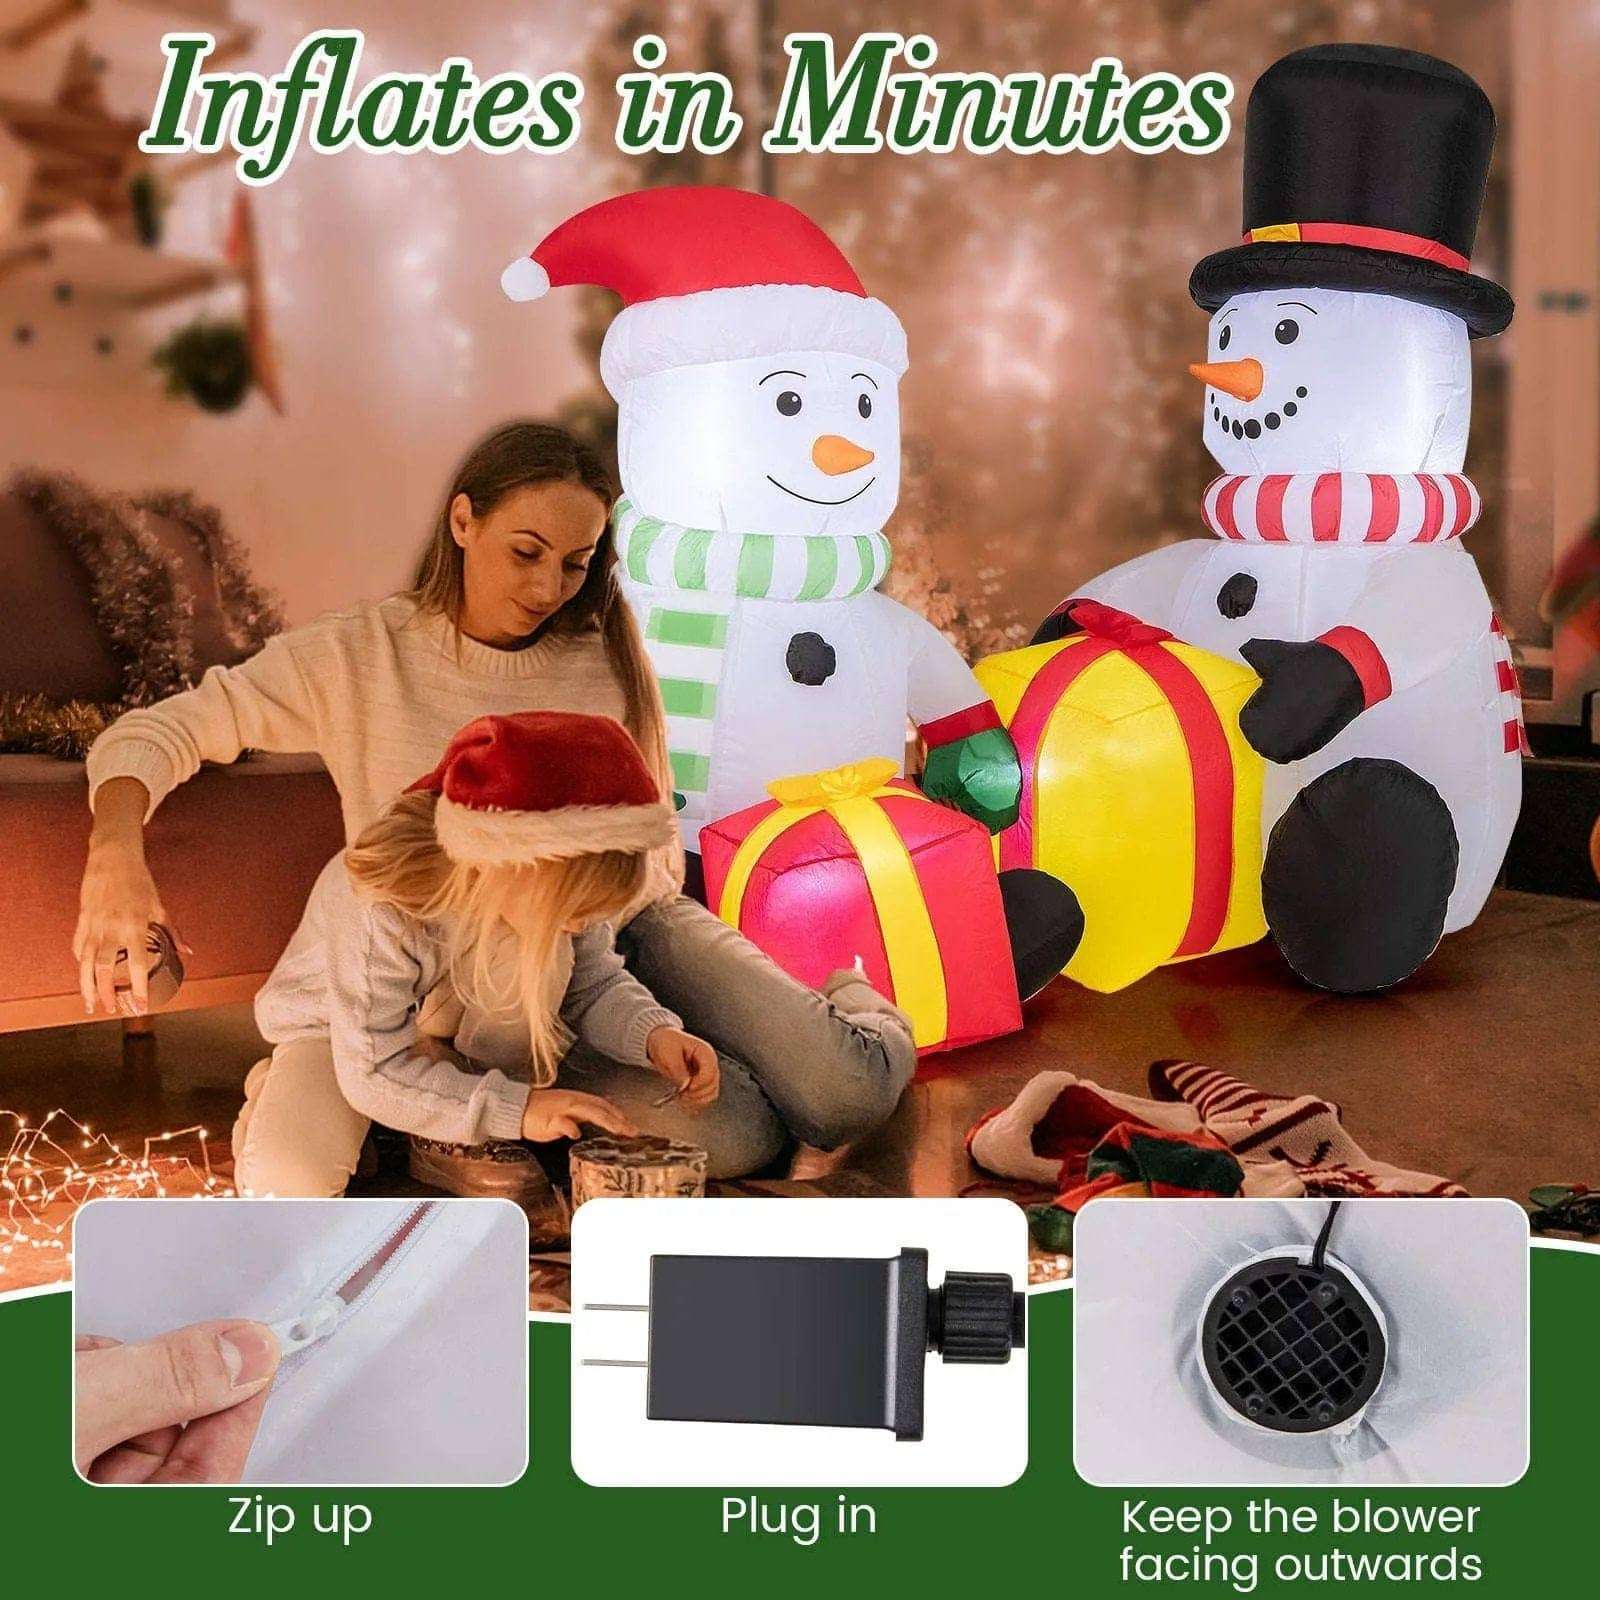 Inflates in Minutes
Zip up
Plug in
Keep the blower
facing outwards